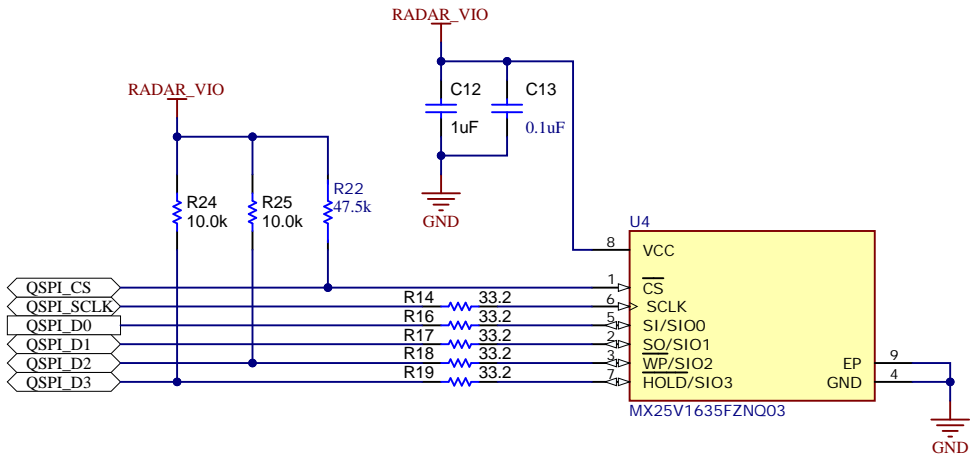 RADAR_VIO
C12
1uF
C13
0.1uF
GND
RADAR_VIO
R24
10.0k
R25
10.0k
R22
47.5k
QSPI_CS
QSPI_SCLK
QSPI_D0
QSPI_D1
QSPI_D2
QSPI_D3
R14 33.2
R16 33.2
R17 33.2
R18 33.2
R19 33.2
U4
8 VCC
1 CS
6 SCLK
5 SI/SIO0
2 SO/SIO1
3 WP/SIO2
7 HOLD/SIO3
EP 9
GND 4
MX25V1635FZNQ03
GND